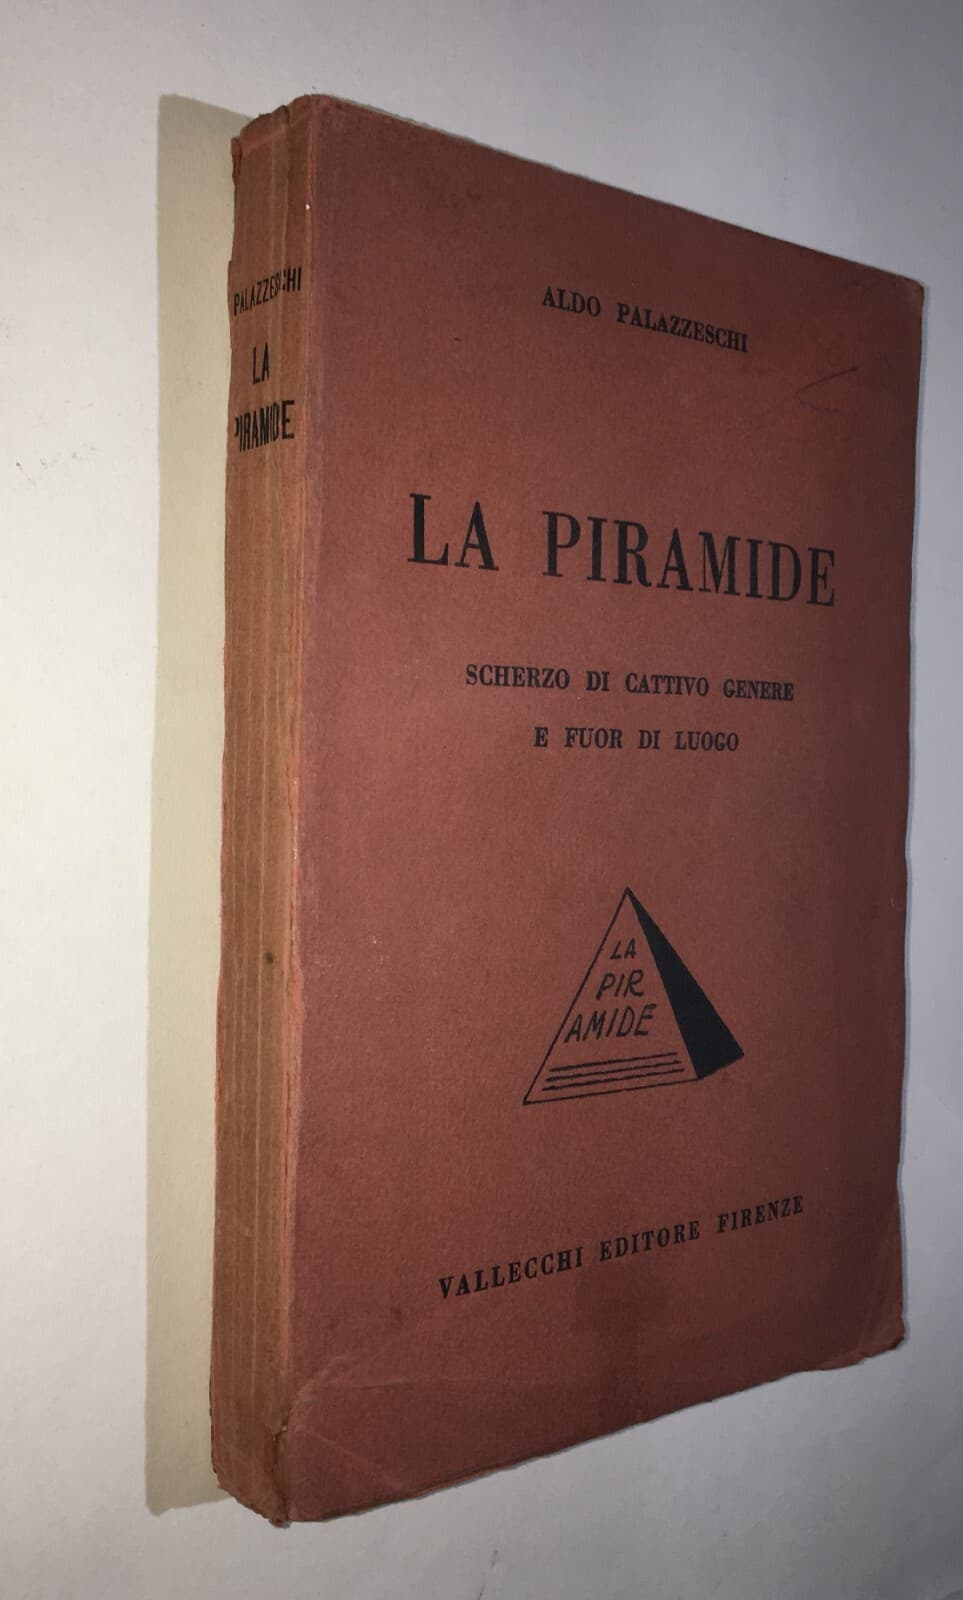 PALAZZESCHI
LA
PIRAMIDE
ALDO PALAZZESCHI
LA PIRAMIDE
SCHERZO DI CATTIVO GENERE
E FUOR DI LUOGO
LA
PIR
AMIDE
VALLECCHI EDITORE FIRENZE